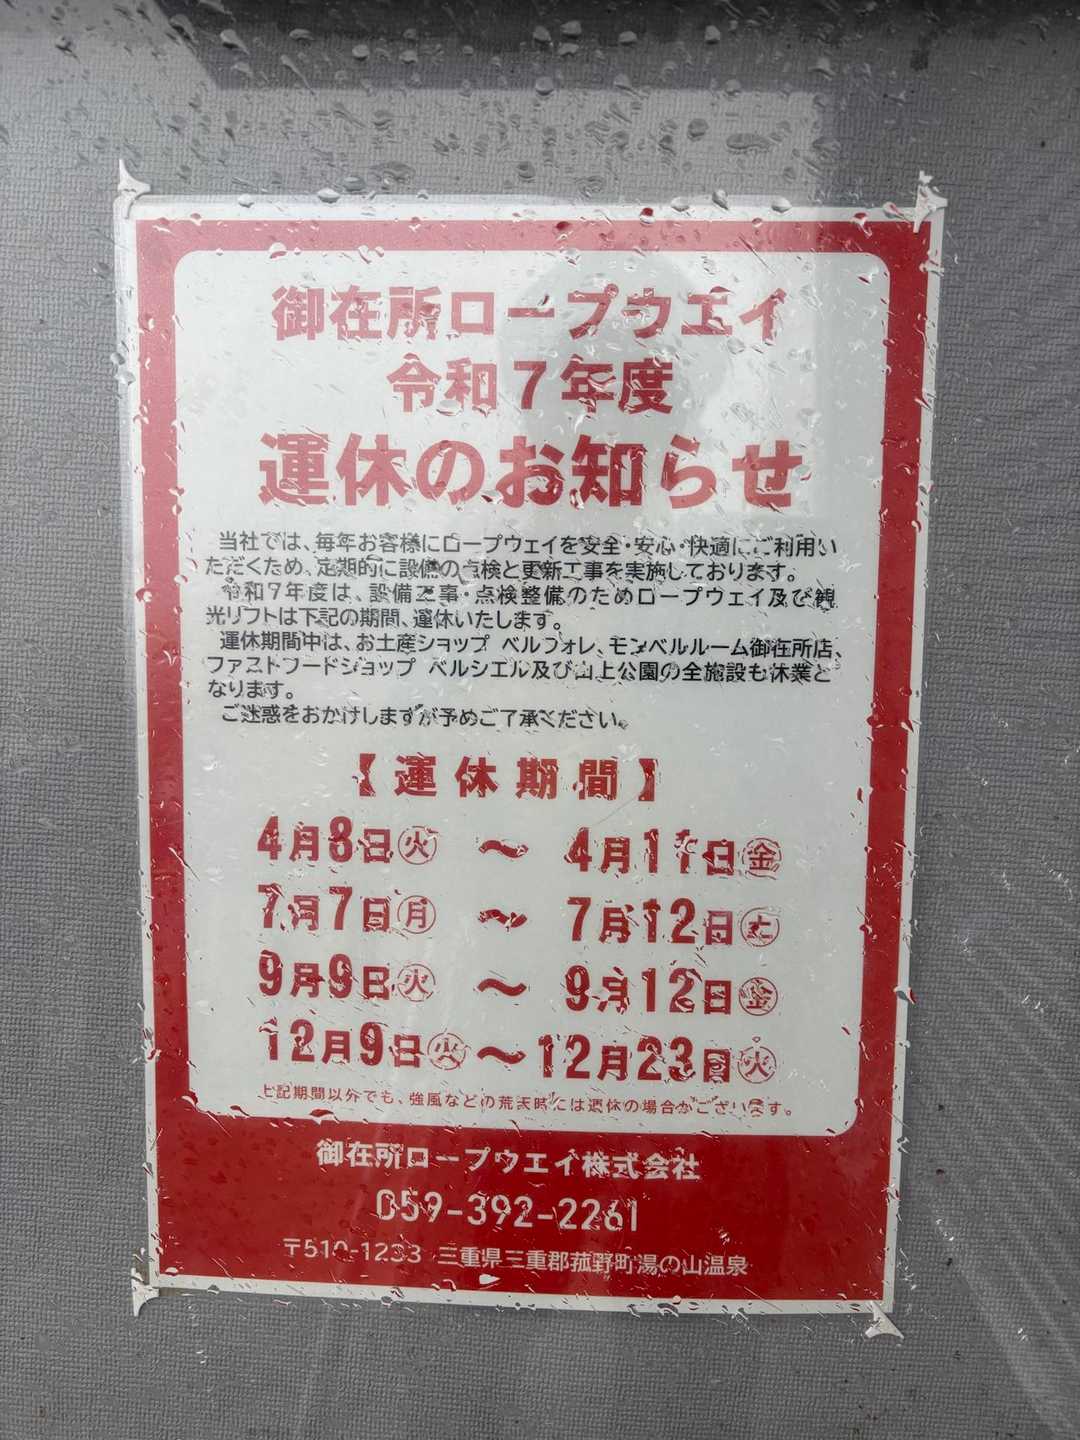 御在所ロープウエイ
令和7年度
運休のお知らせ
当社では、毎年お客様にロープウェイを安全・安心・快適にご利用い
ただくため、定期的に設備の点検と更新工事を実施しております。
令和7年度は、設備工事・点検整備のためロープウェイ及び観
光リフトは下記の期間、運休いたします。
運休期間中は、お土産ショップ ベルフォレ、モンベルルーム御在所店、
ファストフードショップ ベルシエル及び山上公園の全施設も休業と
なります。
ご迷惑をおかけしますが予めご了承ください。
【運休期間】
4月8日㊋ 〜 4月11日㊎
7月7日㊊ 〜 7月12日㊏
9月9日㊋ 〜 9月12日㊎
12月9日㊋〜12月23日㊋
上記期間以外でも、強風などの荒天時には運休の場合がございます。
御在所ロープウエイ株式会社
059-392-2261
〒510-1233 三重県三重郡菰野町湯の山温泉